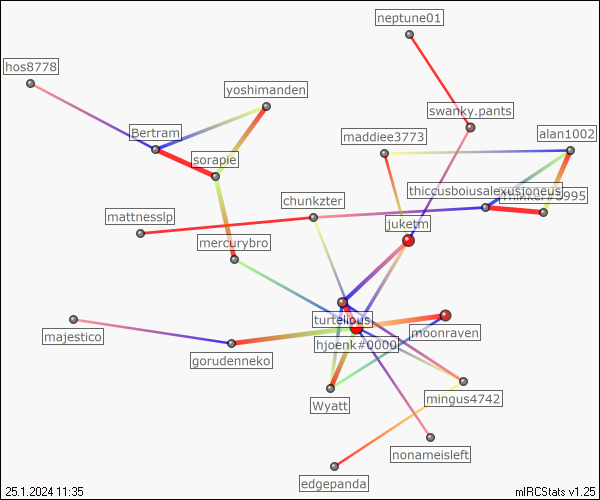 neptune01
hos8778
yoshimanden
swanky.pants
Bertram
maddiee3773
alan1002
sorapie
thiccusboiusalexusjoneus
chunkzter
mattnesslp
juketm
mercurybro
turtelious
moonraven
majestico
hjoenk#0000
gorudenneko
Wyatt
mingus4742
nonameisleft
edgepanda
25.1.2024 11:35
mIRCStats v1.25